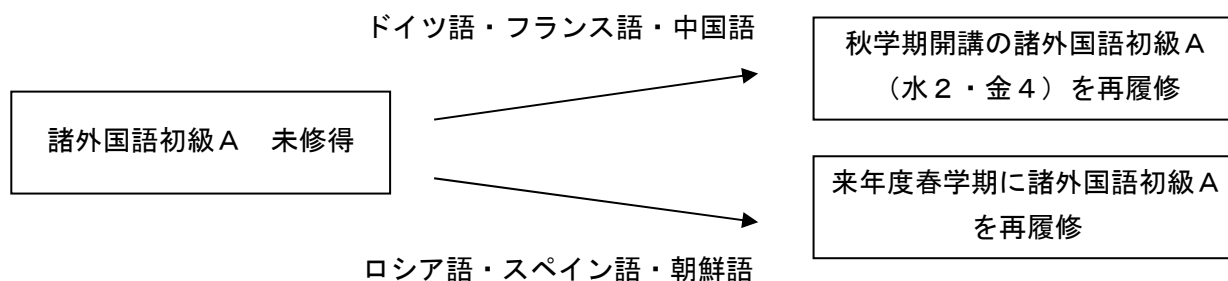 ドイツ語・フランス語・中国語
秋学期開講の諸外国語初級A
(水2・金4)を再履修
諸外国語初級A 未修得
来年度春学期に諸外国語初級A
を再履修
ロシア語・スペイン語・朝鮮語